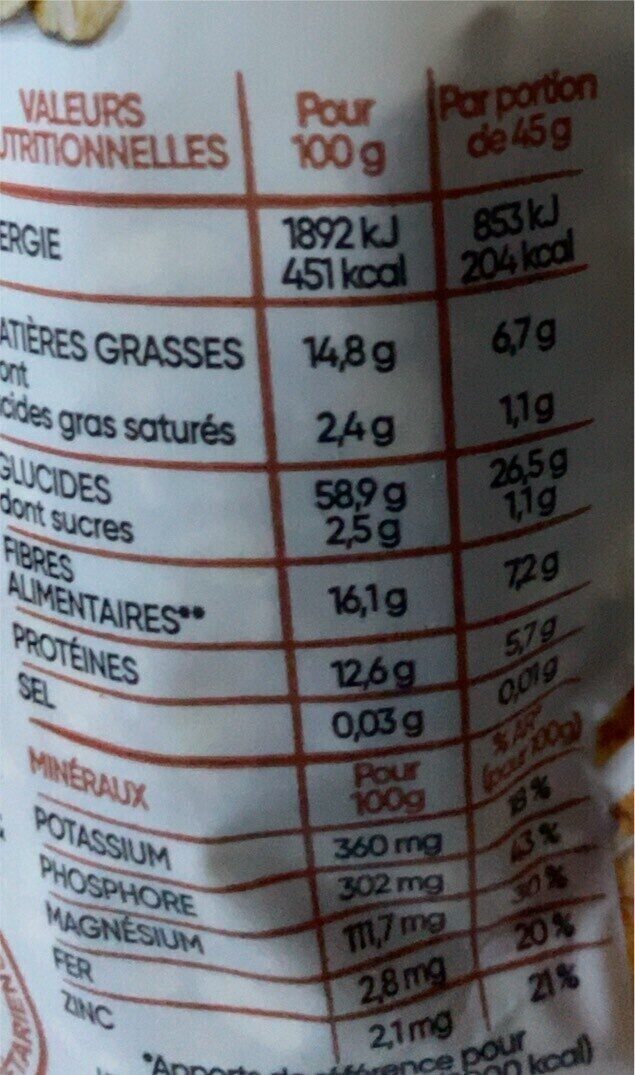 VALEURS Pour Par portion
UTRITIONNELLES 100 g de 45 g
ERGIE 1892 kJ 853 kJ
451 kcal 204 kcal
ATIÈRES GRASSES 14,8 g 6,7 g
ont
cides gras saturés 2,4 g 1,1 g
GLUCIDES 58,9 g 26,5 g
dont sucres 2,5 g 1,1 g
FIBRES
ALIMENTAIRES** 16,1 g 7,2 g
PROTÉINES 12,6 g 5,7 g
SEL 0,03 g 0,01 g
MINÉRAUX Pour % AR*
100g (pour 100g)
POTASSIUM 360 mg 18 %
PHOSPHORE 302 mg 43 %
MAGNÉSIUM 111,7 mg 30 %
FER 2,8 mg 20 %
ZINC 2,1 mg 21 %
pour
kcal)